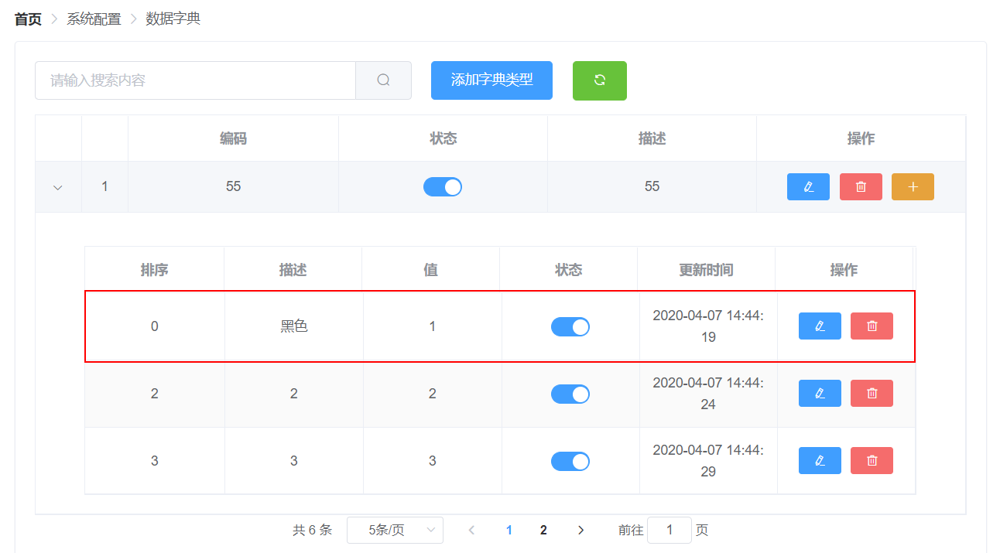 首页 系统配置 数据字典
请输入搜索内容 添加字典类型
编码 状态 描述 操作
1 55 55
排序 描述 值 状态 更新时间 操作
0 黑色 1 2020-04-07 14:44:
19
2 2 2 2020-04-07 14:44:
24
3 3 3 2020-04-07 14:44:
29
共 6 条 5条/页 1 2 前往 1 页